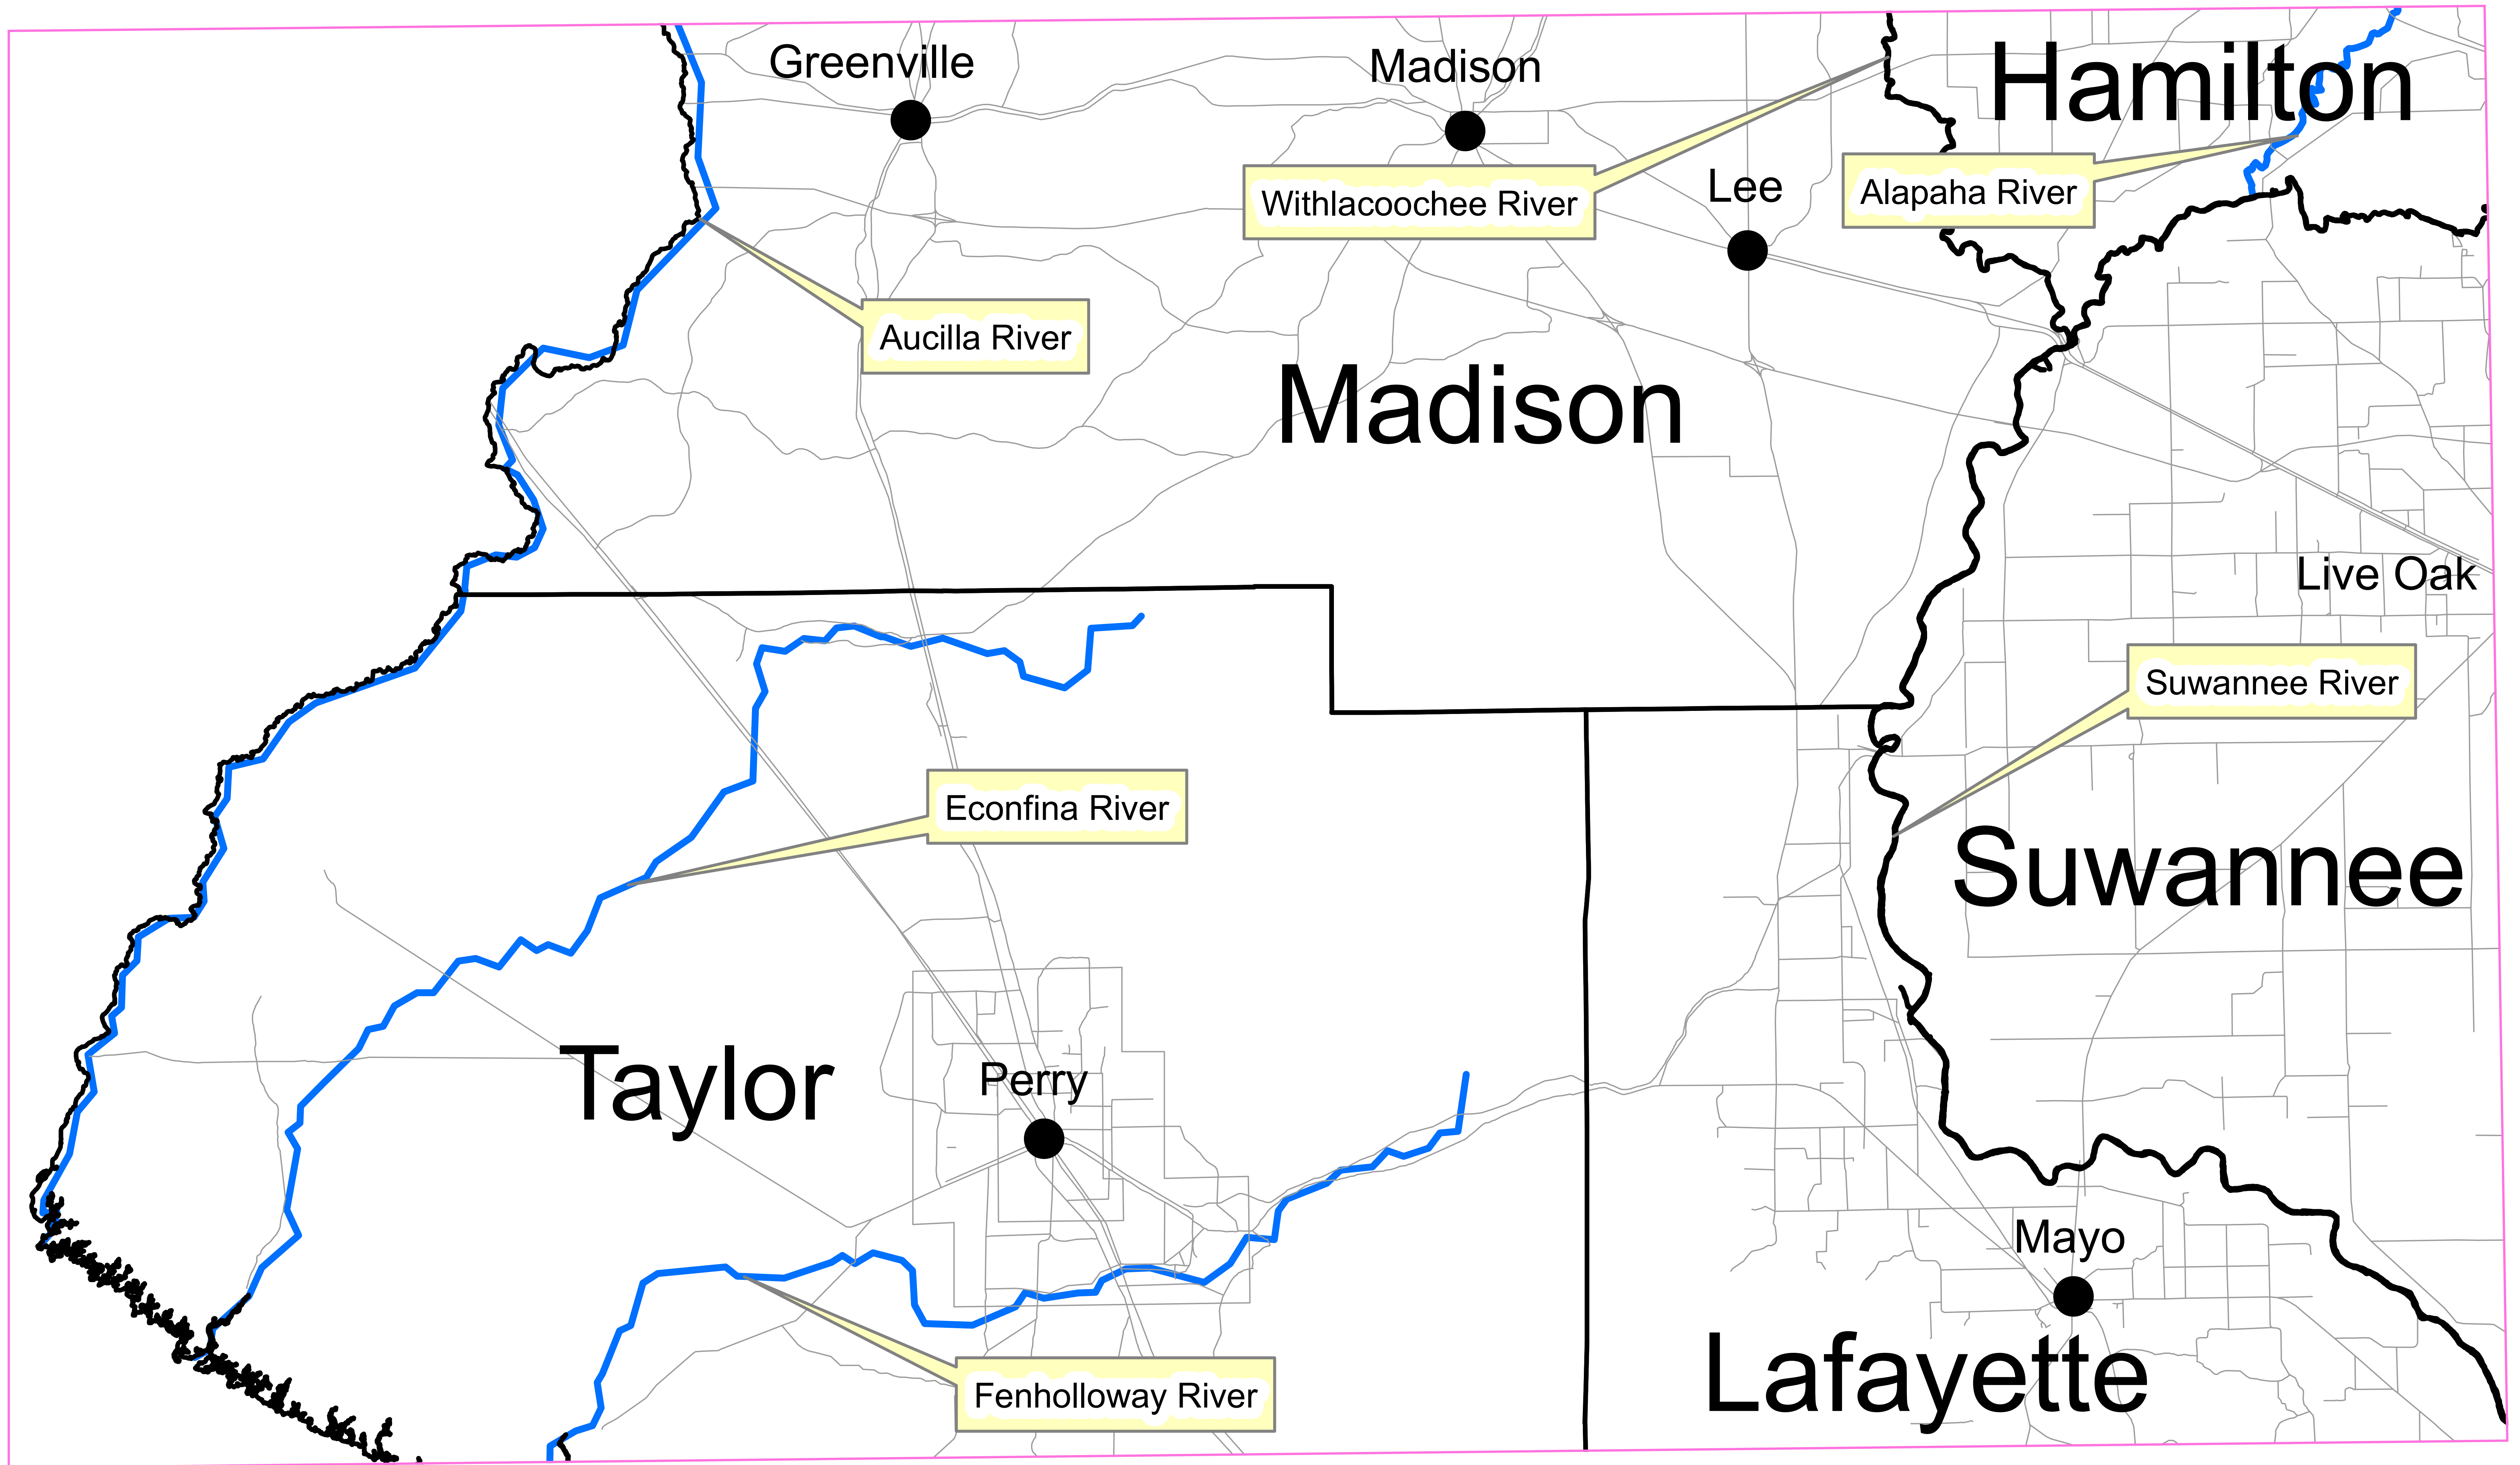 Greenville
Madison
Hamilton
Withlacoochee River
Lee
Alapaha River
Aucilla River
Madison
Live Oak
Suwannee River
Econfina River
Suwannee
Taylor
Perry
Mayo
Lafayette
Fenholloway River